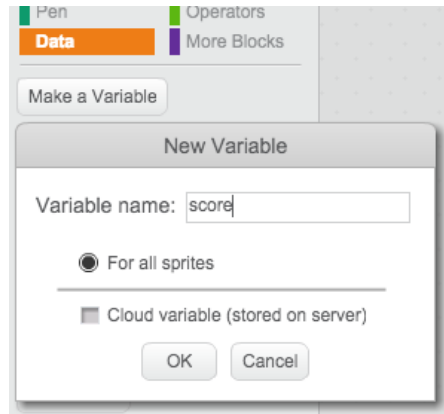 Pen Operators
Data More Blocks
Make a Variable
New Variable
Variable name: score
For all sprites
Cloud variable (stored on server)
OK Cancel